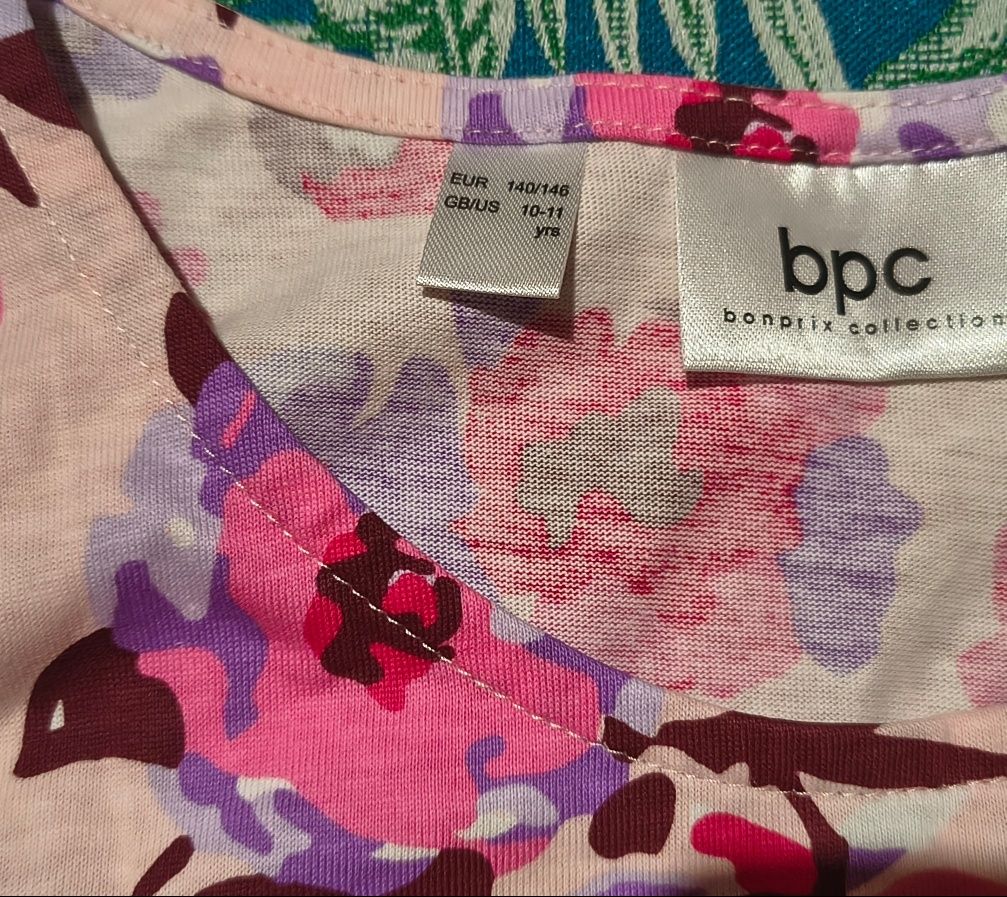 EUR 140/146
GB/US 10-11
yrs
bpc
bonprix collection